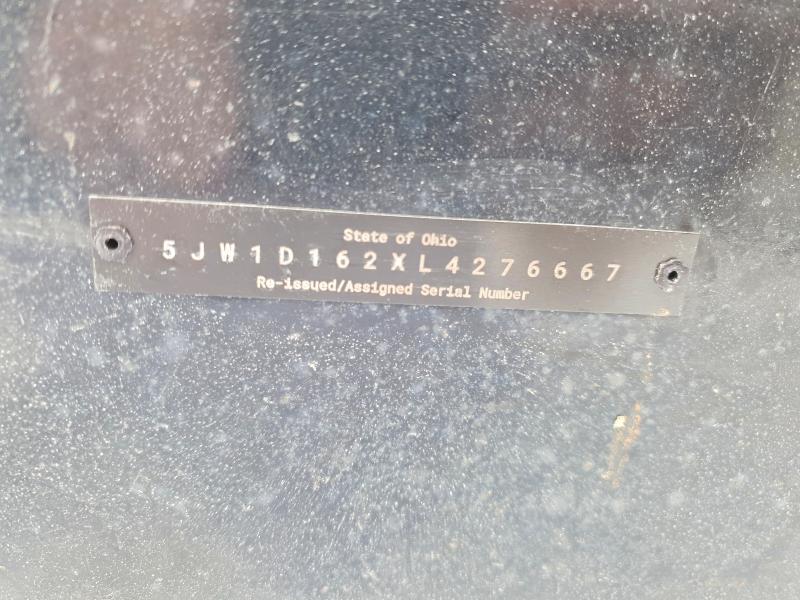 State of Ohio
5JW1D162XL4276667
Re-issued/Assigned Serial Number